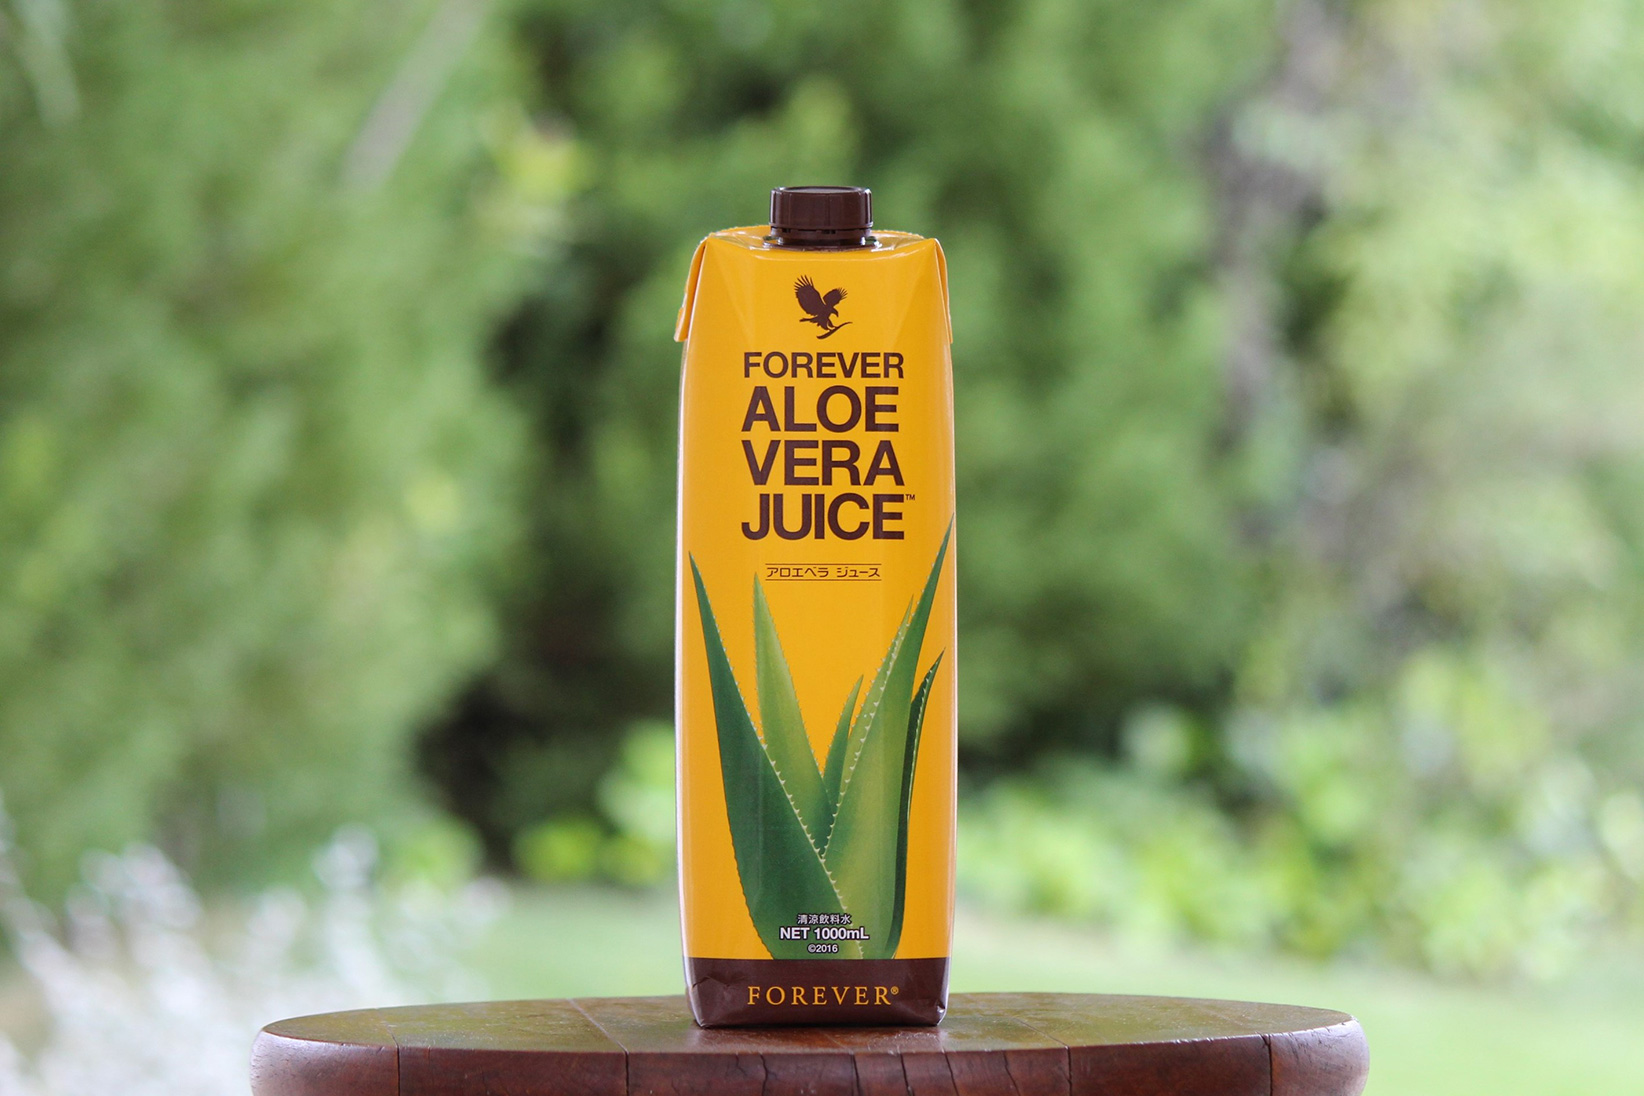 FOREVER
ALOE
VERA
JUICE™
アロエベラ ジュース
清涼飲料水
NET 1000mL
©2016
FOREVER®